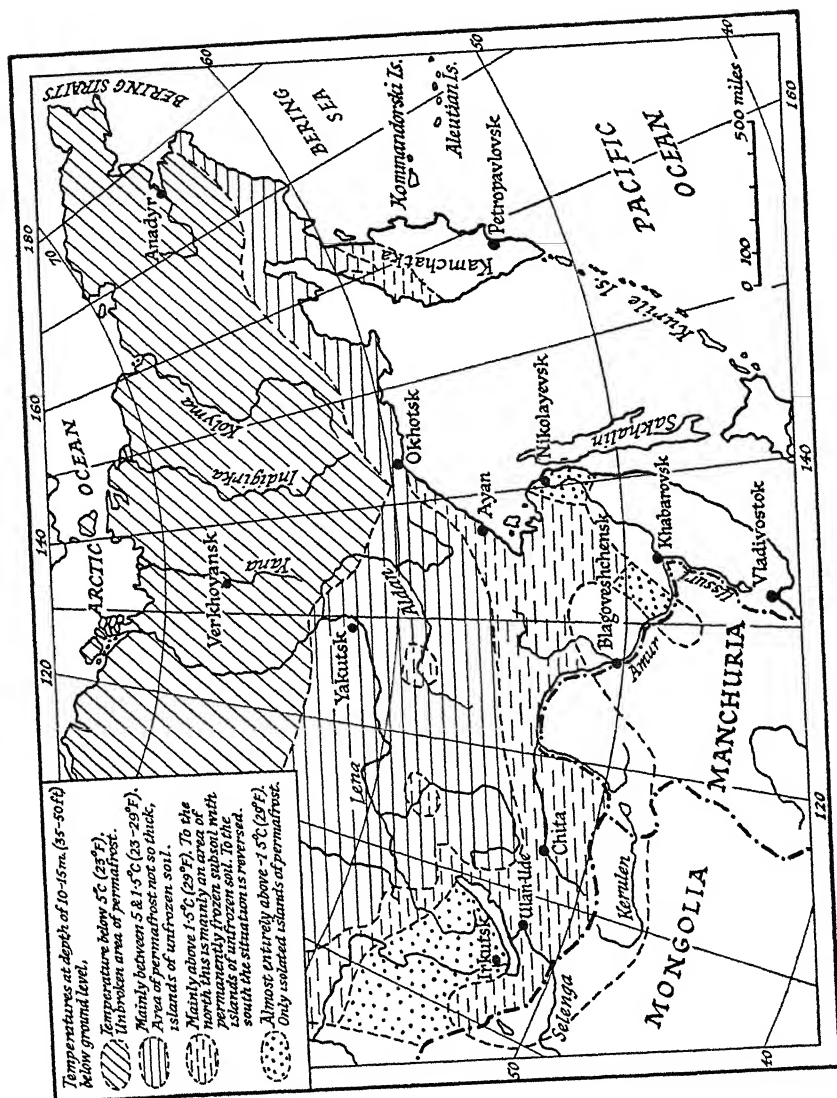 Temperatures at depth of 10-15m. (35-50ft)
below ground level.
Temperature below 5°C (23°F).
Unbroken area of permafrost.
Mainly between 5 & 1·5°C (23-29°F).
Area of permafrost not so thick,
islands of unfrozen soil.
Mainly above 1·5°C (29°F). To the
north this is mainly an area of
permanently frozen subsoil with
islands of unfrozen soil. To the
south the situation is reversed.
Almost entirely above -1·5°C (29°F).
Only isolated islands of permafrost.
120
140
160
180
70
60
ARCTIC OCEAN
BERING STRAITS
Anadyr
Kolyma
Indigirka
Yana
Verkhoyansk
BERING
SEA
Kommandorski Is.
Aleutian Is.
50
Kamchatka
Petropavlovsk
Okhotsk
Yakutsk
Aldan
Lena
Ayan
Nikolayevsk
Sakhalin
Kurile Is.
PACIFIC
OCEAN
Irkutsk
Ulan-Ude
Chita
Blagoveshchensk
Khabarovsk
Amur
Ussuri
Vladivostok
Selenga
Kerulen
MONGOLIA
MANCHURIA
0 100 500 miles
50
40
120
140
160
40